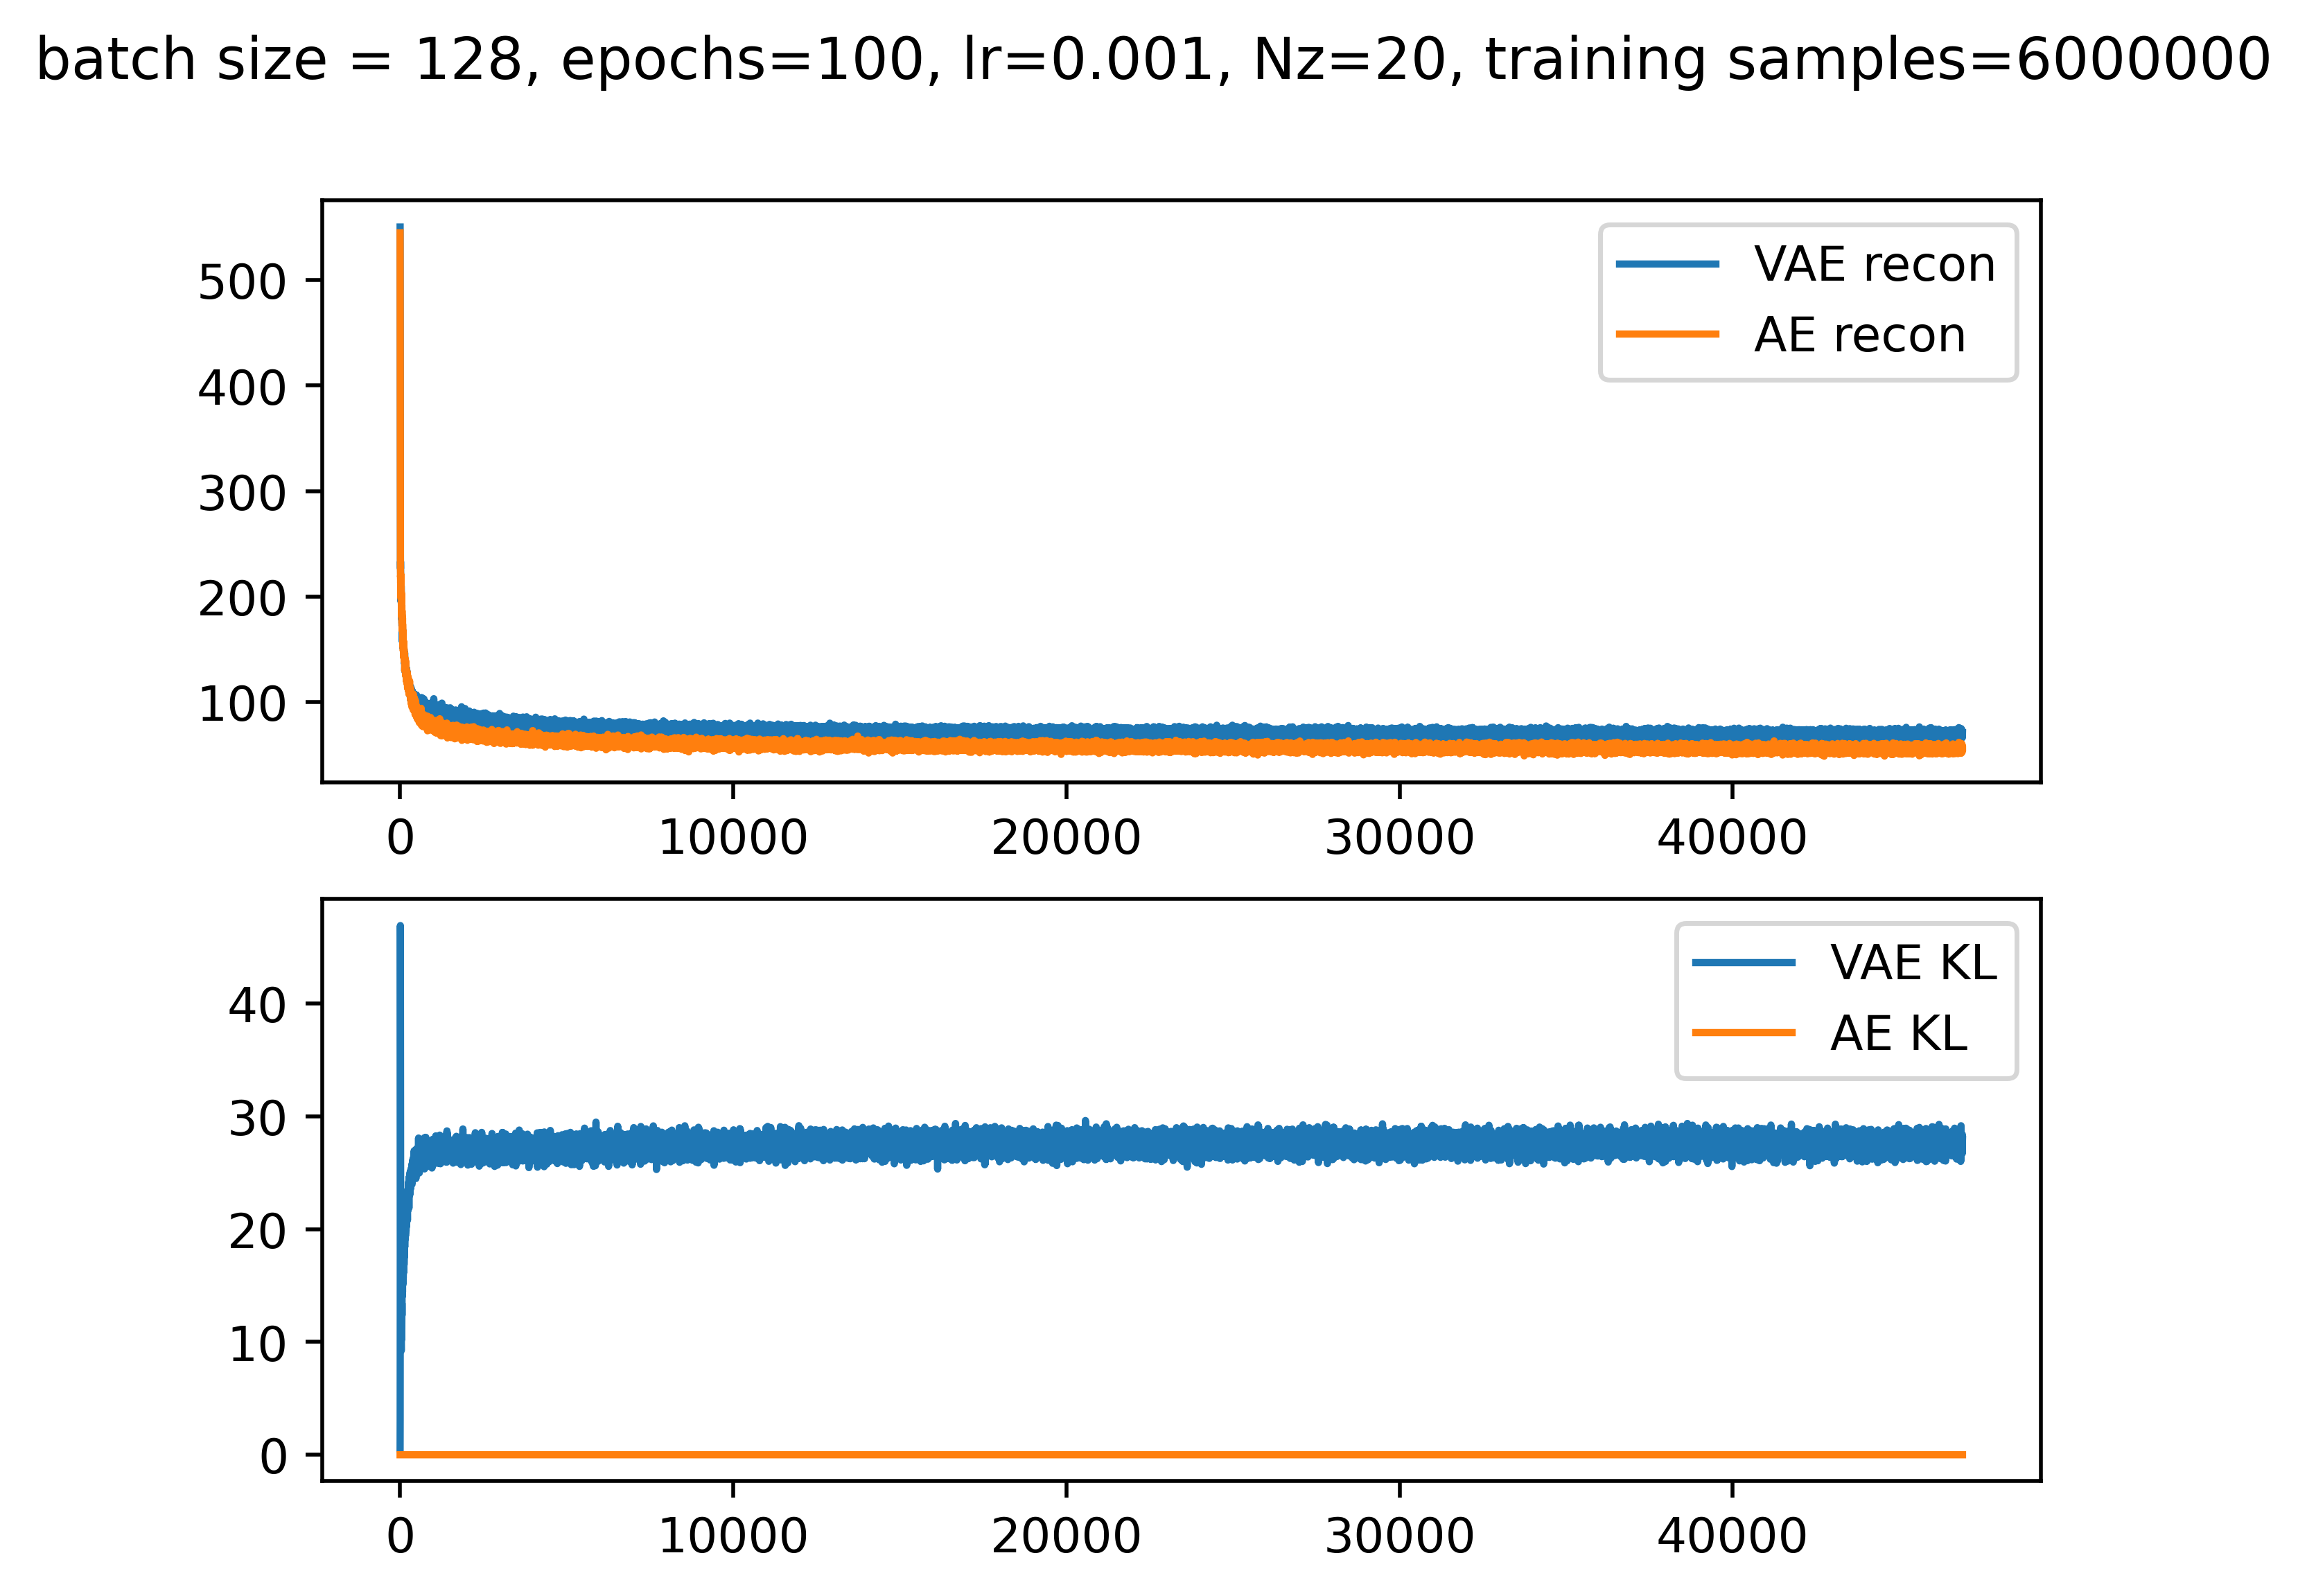 batch size = 128, epochs=100, lr=0.001, Nz=20, training samples=6000000
500
400
300
200
100
VAE recon
AE recon
0 10000 20000 30000 40000
40
30
20
10
0
VAE KL
AE KL
0 10000 20000 30000 40000